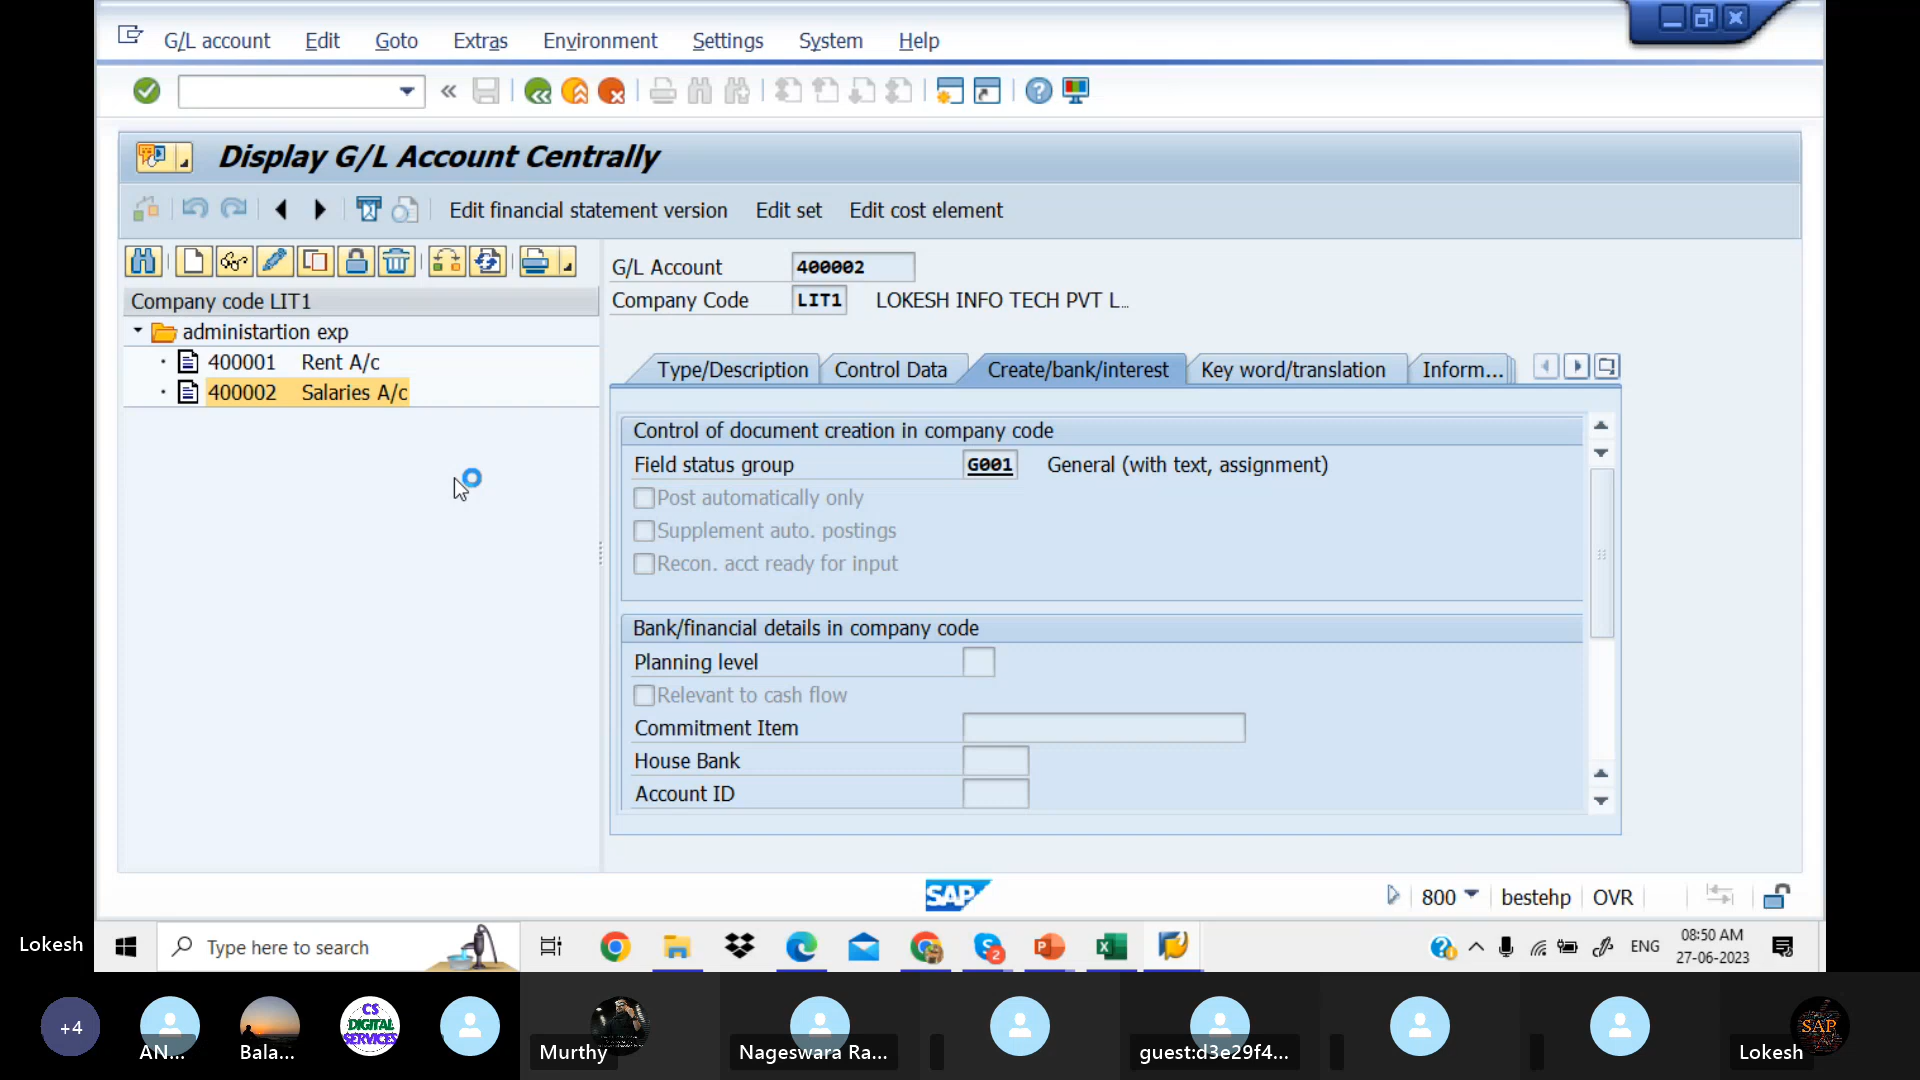 G/L account Edit Goto Extras Environment Settings System Help
Display G/L Account Centrally
Edit financial statement version Edit set Edit cost element
Company code LIT1
administartion exp
400001 Rent A/c
400002 Salaries A/c
G/L Account 400002
Company Code LIT1 LOKESH INFO TECH PVT L...
Type/Description Control Data Create/bank/interest Key word/translation Inform...
Control of document creation in company code
Field status group G001 General (with text, assignment)
Post automatically only
Supplement auto. postings
Recon. acct ready for input
Bank/financial details in company code
Planning level
Relevant to cash flow
Commitment Item
House Bank
Account ID
SAP
800 bestehp OVR
Lokesh
Type here to search
2
ENG
08:50 AM
27-06-2023
+4
AN...
Bala...
CS
DIGITAL
SERVICES
Murthy
Nageswara Ra...
guest:d3e29f4...
SAP
Lokesh